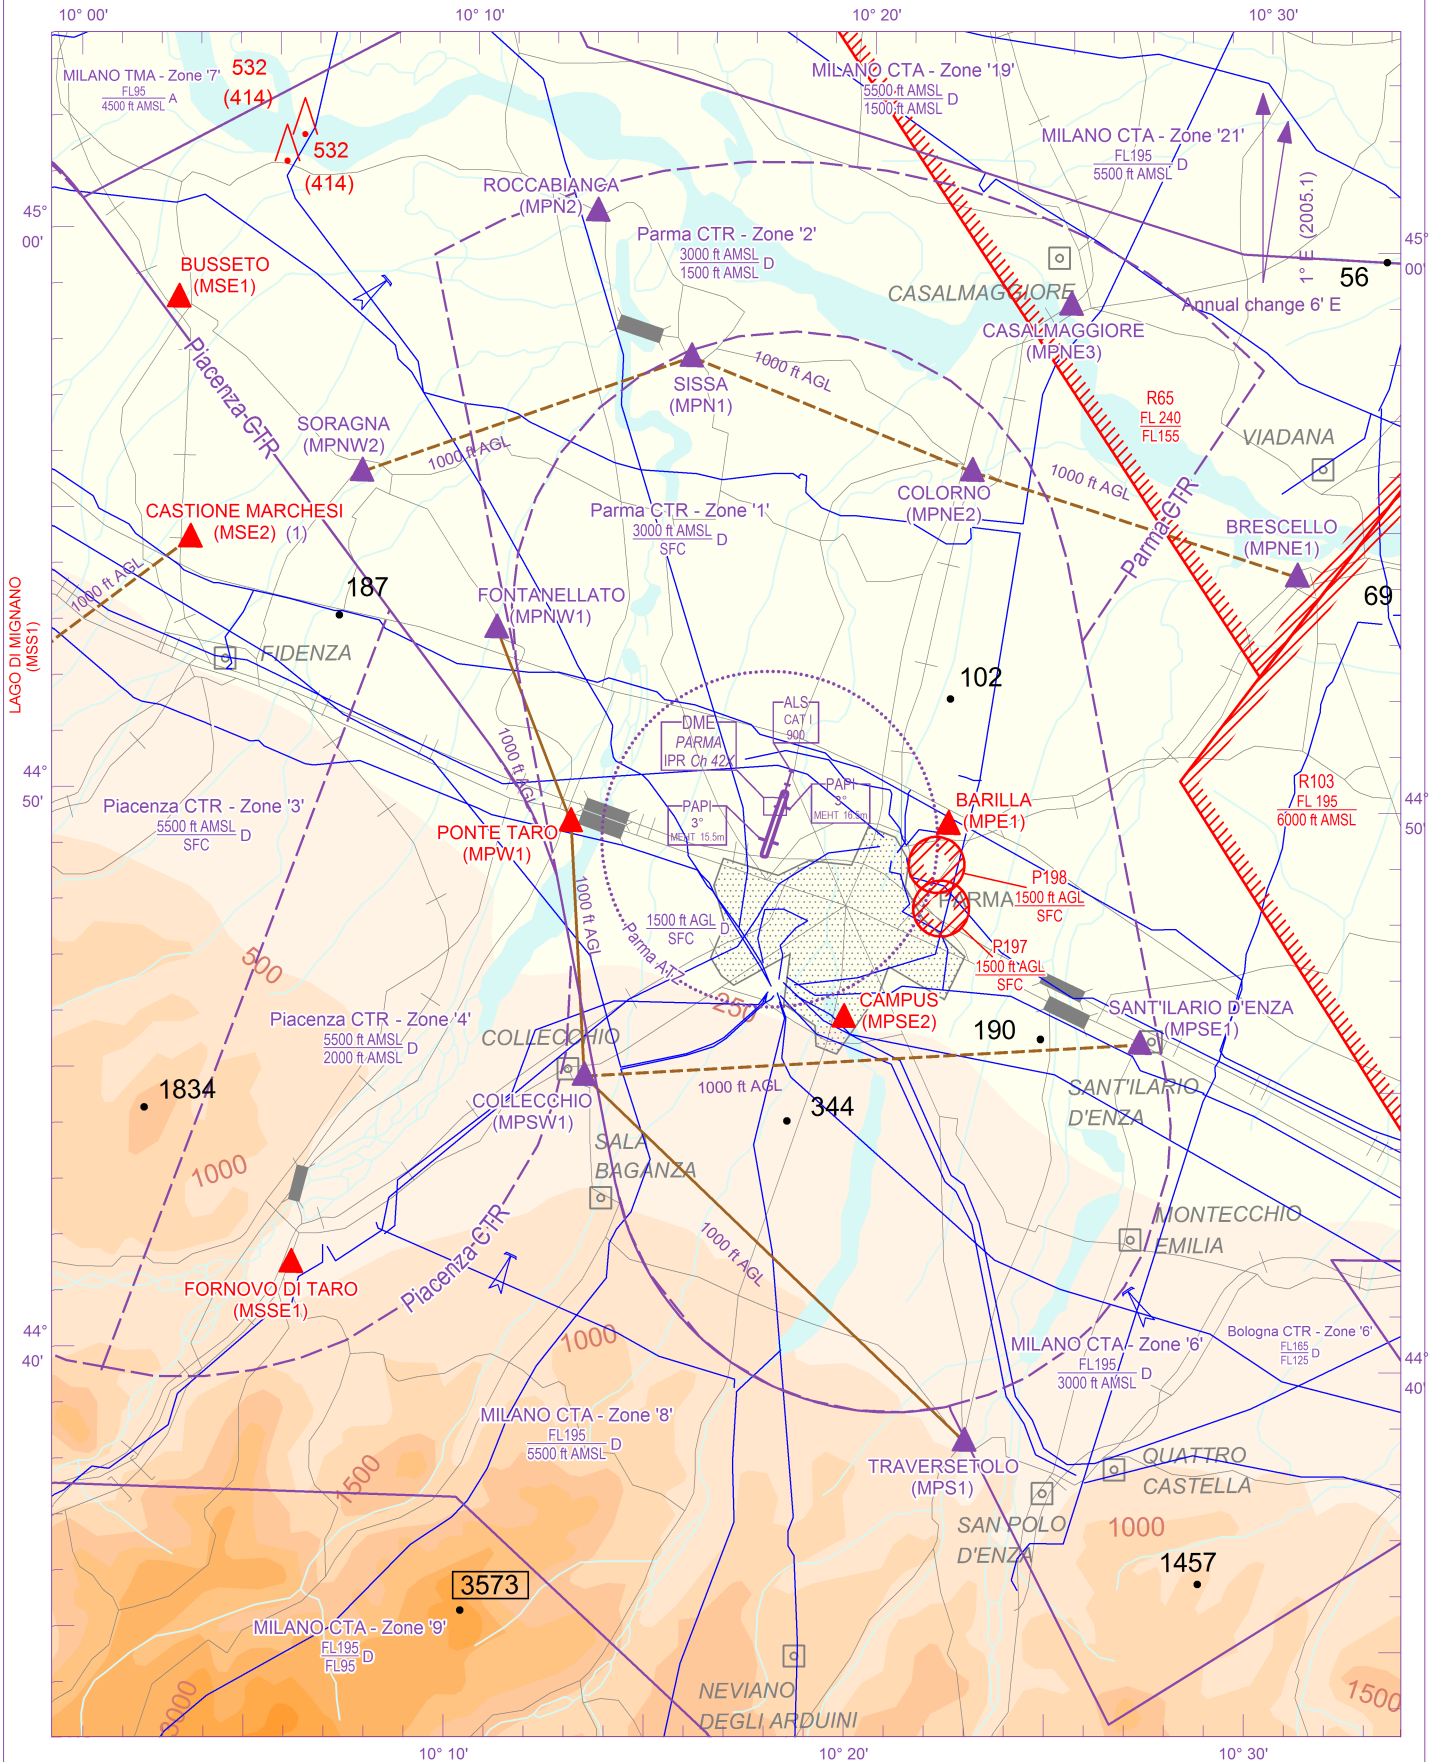 10° 00'
10° 10'
10° 20'
10° 30'
MILANO TMA - Zone '7'
FL95
4500 ft AMSL
A
532
(414)
532
(414)
MILANO CTA - Zone '19'
5500 ft AMSL
1500 ft AMSL
D
MILANO CTA - Zone '21'
FL195
5500 ft AMSL
D
1° E (2005.1)
Annual change 6' E
45°
00'
45°
00'
56
ROCCABIANCA
(MPN2)
Parma CTR - Zone '2'
3000 ft AMSL
1500 ft AMSL
D
BUSSETO
(MSE1)
CASALMAGGIORE
CASALMAGGIORE
(MPNE3)
Piacenza CTR
SISSA
(MPN1)
1000 ft AGL
R65
FL 240
FL155
VIADANA
SORAGNA
(MPNW2)
1000 ft AGL
COLORNO
(MPNE2)
1000 ft AGL
Parma CTR
CASTIONE MARCHESI
(MSE2) (1)
Parma CTR - Zone '1'
3000 ft AMSL
SFC
D
BRESCELLO
(MPNE1)
69
1000 ft AGL
187
FONTANELLATO
(MPNW1)
LAGO DI MIGNANO
(MSS1)
FIDENZA
102
1000 ft AGL
DME
PARMA
IPR Ch 42X
ALS
CAT I
900
PAPI
3°
MEHT 16.5m
PAPI
3°
MEHT 15.5m
44°
50'
44°
50'
Piacenza CTR - Zone '3'
5500 ft AMSL
SFC
D
PONTE TARO
(MPW1)
BARILLA
(MPE1)
R103
FL 195
6000 ft AMSL
P198
1500 ft AGL
SFC
PARMA
P197
1500 ft AGL
SFC
1000 ft AGL
1500 ft AGL
SFC
D
Parma ATZ
500
250
Piacenza CTR - Zone '4'
5500 ft AMSL
2000 ft AMSL
D
COLLECCHIO
CAMPUS
(MPSE2)
190
SANT'ILARIO D'ENZA
(MPSE1)
1834
COLLECCHIO
(MPSW1)
1000 ft AGL
344
SANT'ILARIO
D'ENZA
1000
SALA
BAGANZA
MONTECCHIO
EMILIA
1000 ft AGL
Piacenza CTR
FORNOVO DI TARO
(MSSE1)
44°
40'
44°
40'
1000
MILANO CTA - Zone '6'
FL195
3000 ft AMSL
D
Bologna CTR - Zone '6'
FL165
FL125
D
MILANO CTA - Zone '8'
FL195
5500 ft AMSL
D
1500
TRAVERSETOLO
(MPS1)
QUATTRO
CASTELLA
SAN POLO
D'ENZA
1000
1457
3573
MILANO CTA - Zone '9'
FL195
FL95
D
NEVIANO
DEGLI ARDUINI
1500
10° 10'
10° 20'
10° 30'